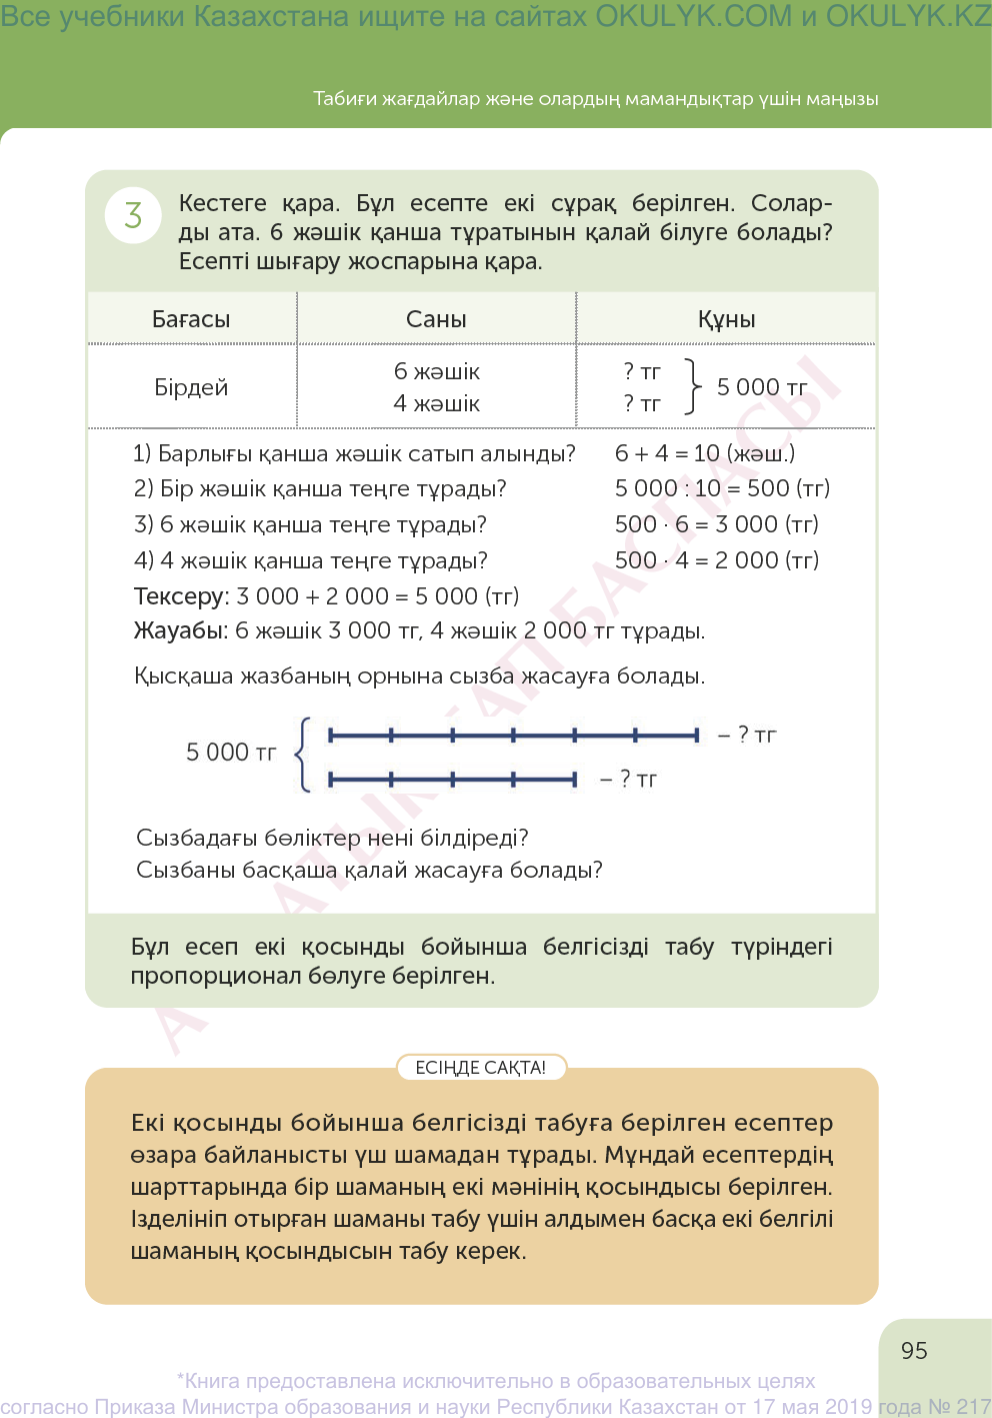 Все учебники Казахстана ищите на сайтах OKULYK.COM и OKULYK.KZ
Табиғи жағдайлар және олардың мамандықтар үшін маңызы
3
Кестеге қара. Бұл есепте екі сұрақ берілген. Солар-
ды ата. 6 жәшік қанша тұратынын қалай білуге болады?
Есепті шығару жоспарына қара.
Бағасы Саны Құны
Бірдей
6 жәшік ? тг
4 жәшік ? тг
5 000 тг
1) Барлығы қанша жәшік сатып алынды? 6 + 4 = 10 (жәш.)
2) Бір жәшік қанша теңге тұрады? 5 000 : 10 = 500 (тг)
3) 6 жәшік қанша теңге тұрады? 500 · 6 = 3 000 (тг)
4) 4 жәшік қанша теңге тұрады? 500 · 4 = 2 000 (тг)
Тексеру: 3 000 + 2 000 = 5 000 (тг)
Жауабы: 6 жәшік 3 000 тг, 4 жәшік 2 000 тг тұрады.
Қысқаша жазбаның орнына сызба жасауға болады.
5 000 тг
– ? тг
– ? тг
Сызбадағы бөліктер нені білдіреді?
Сызбаны басқаша қалай жасауға болады?
Бұл есеп екі қосынды бойынша белгісізді табу түріндегі
пропорционал бөлуге берілген.
ЕСІҢДЕ САҚТА!
Екі қосынды бойынша белгісізді табуға берілген есептер
өзара байланысты үш шамадан тұрады. Мұндай есептердің
шарттарында бір шаманың екі мәнінің қосындысы берілген.
Ізделініп отырған шаманы табу үшін алдымен басқа екі белгілі
шаманың қосындысын табу керек.
95
*Книга предоставлена исключительно в образовательных целях
согласно Приказа Министра образования и науки Республики Казахстан от 17 мая 2019 года № 217